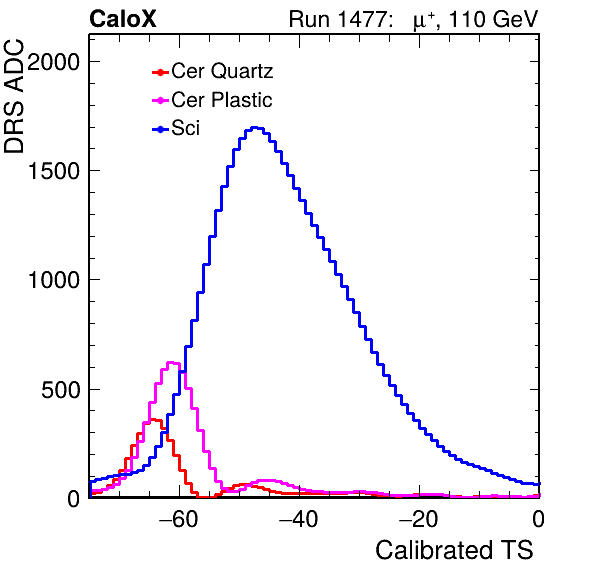 CaloX Run 1477: μ⁺, 110 GeV
DRS ADC
2000
1500
1000
500
0
Cer Quartz
Cer Plastic
Sci
−60 −40 −20 0
Calibrated TS